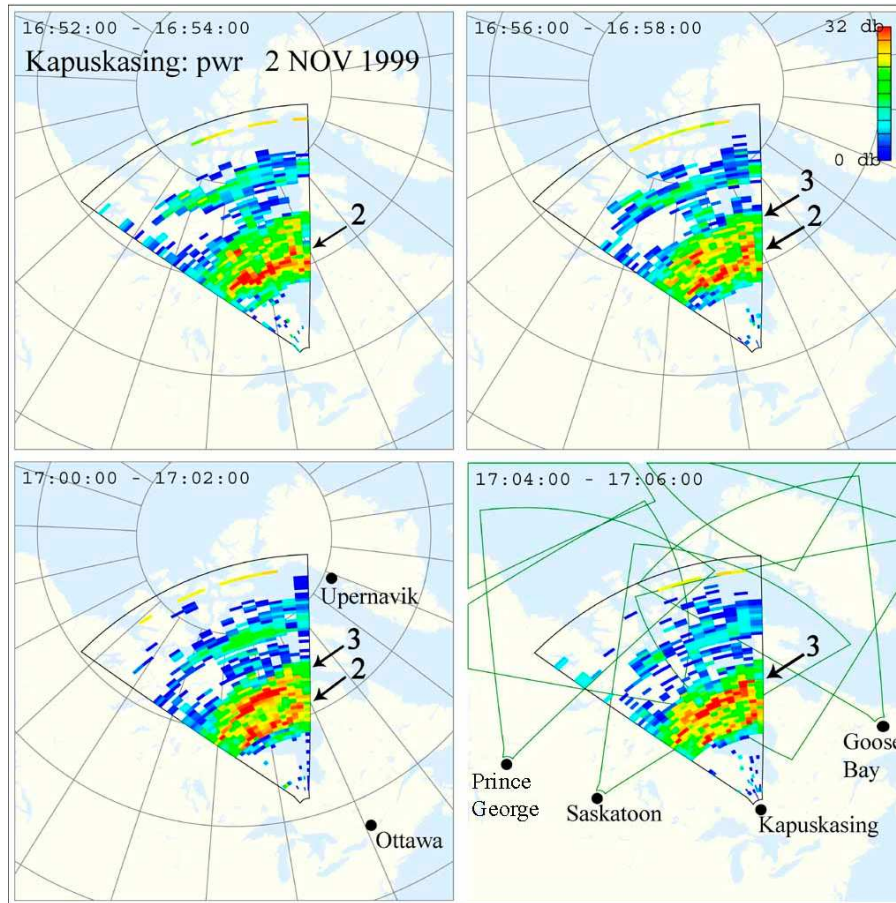 16:52:00 - 16:54:00
Kapuskasing: pwr 2 NOV 1999
2
16:56:00 - 16:58:00
32 db
0 db
3
2
17:00:00 - 17:02:00
Upernavik
3
2
Ottawa
17:04:00 - 17:06:00
3
Goose
Bay
Prince
George
Saskatoon
Kapuskasing